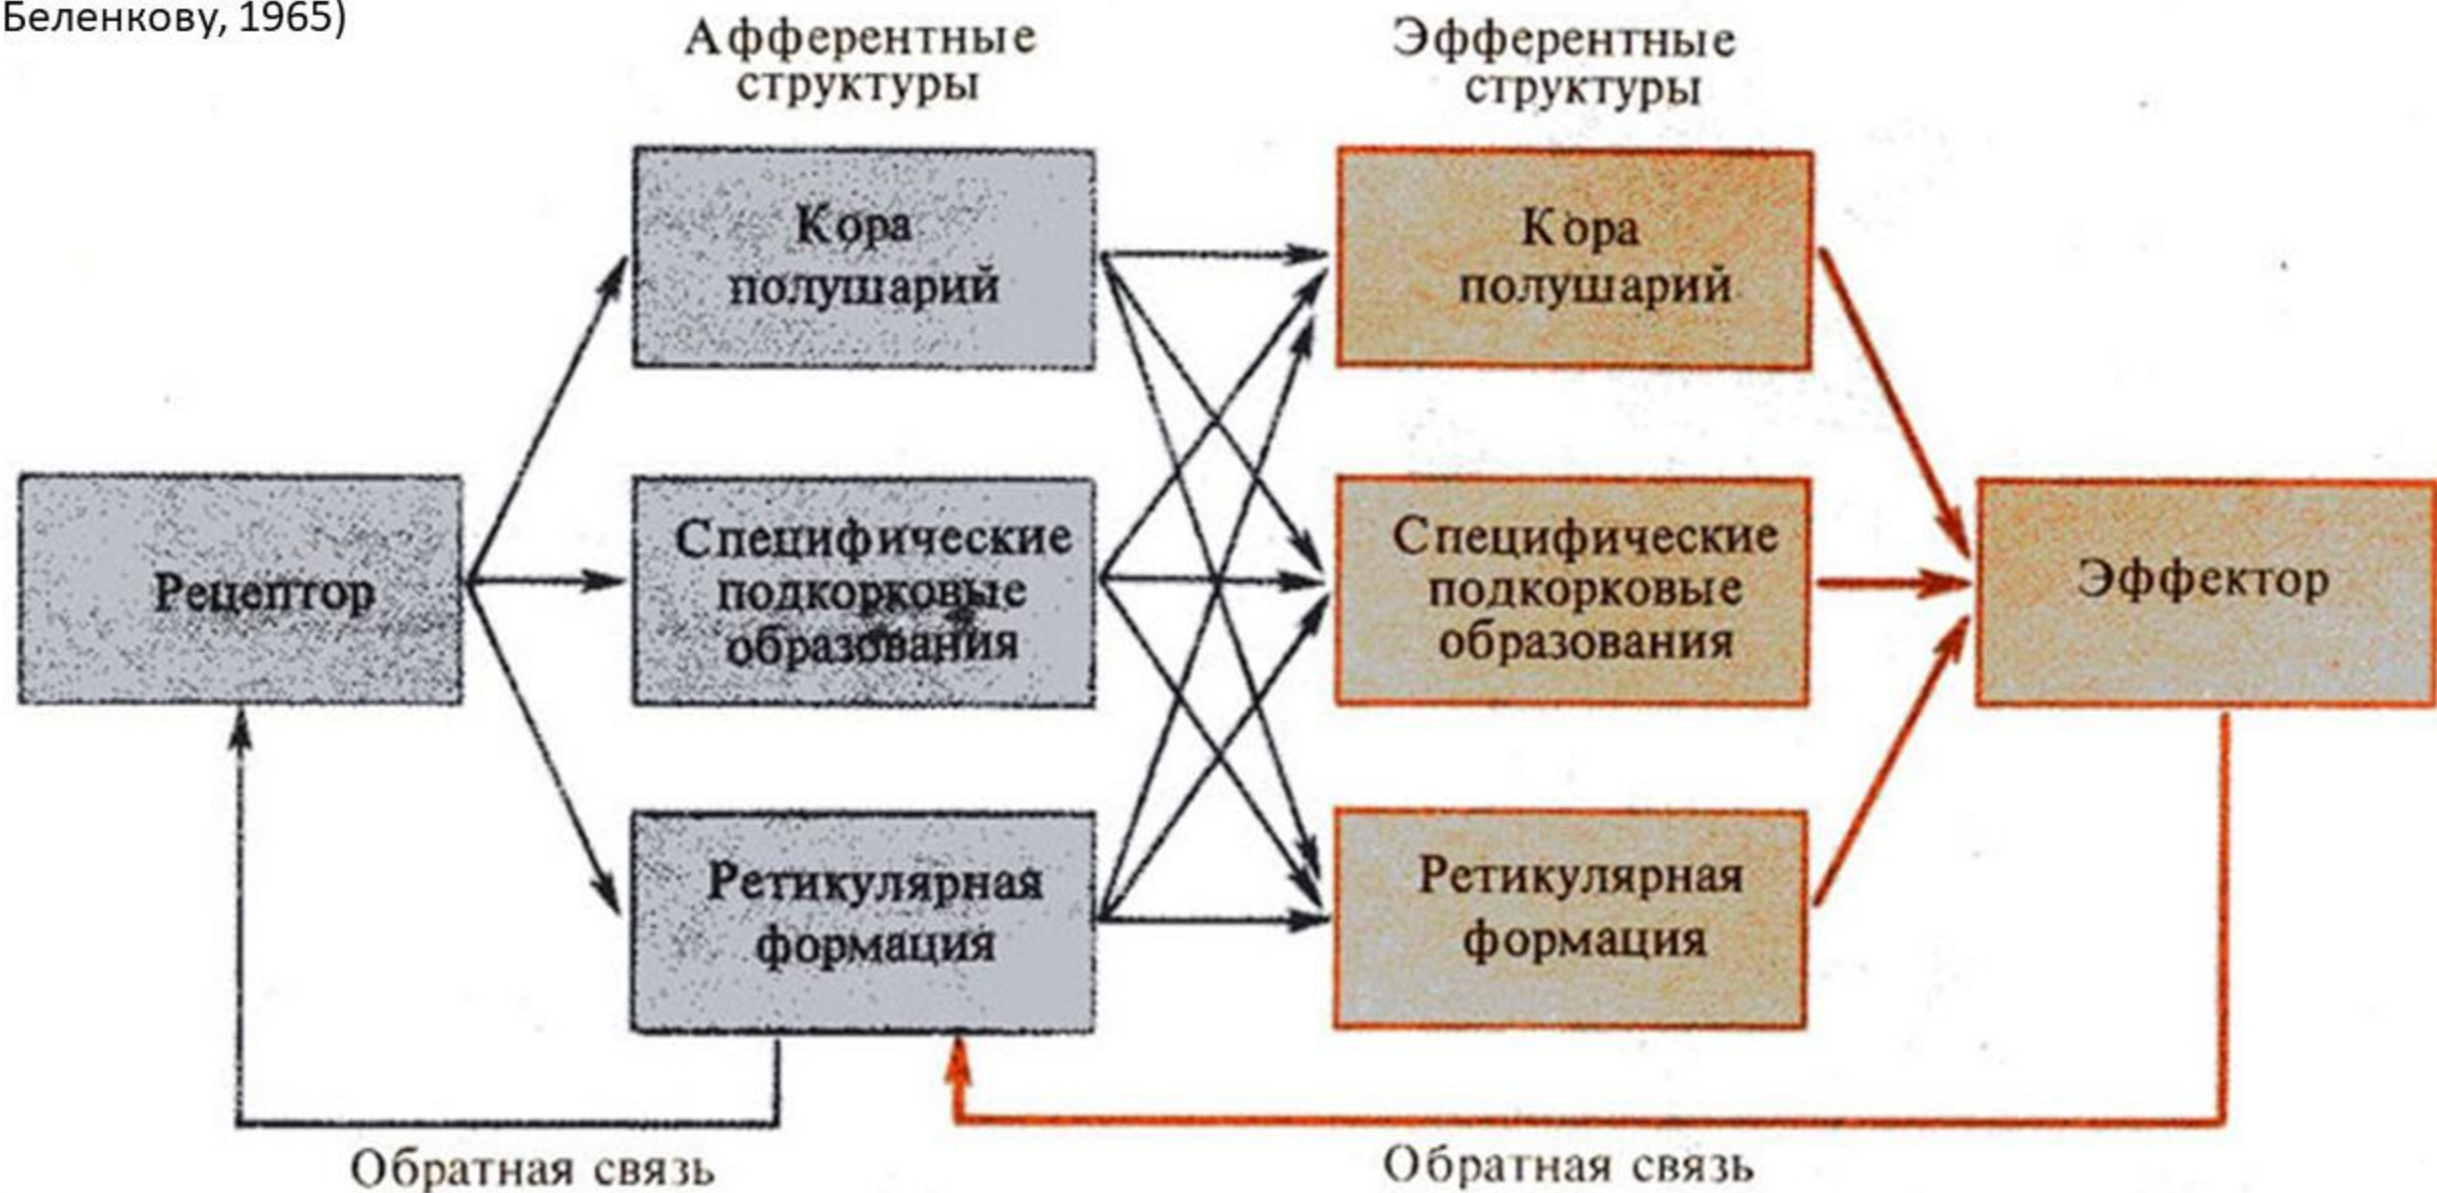 Беленкову, 1965)
Афферентные
структуры
Эфферентные
структуры
Кора
полушарий
Кора
полушарий
Рецептор
Специфические
подкорковые
образования
Специфические
подкорковые
образования
Эффектор
Ретикулярная
формация
Ретикулярная
формация
Обратная связь
Обратная связь